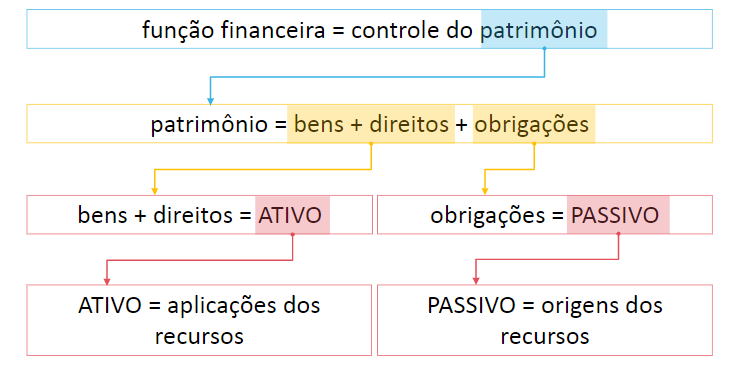 função financeira = controle do patrimônio
patrimônio = bens + direitos + obrigações
bens + direitos = ATIVO
obrigações = PASSIVO
ATIVO = aplicações dos
recursos
PASSIVO = origens dos
recursos